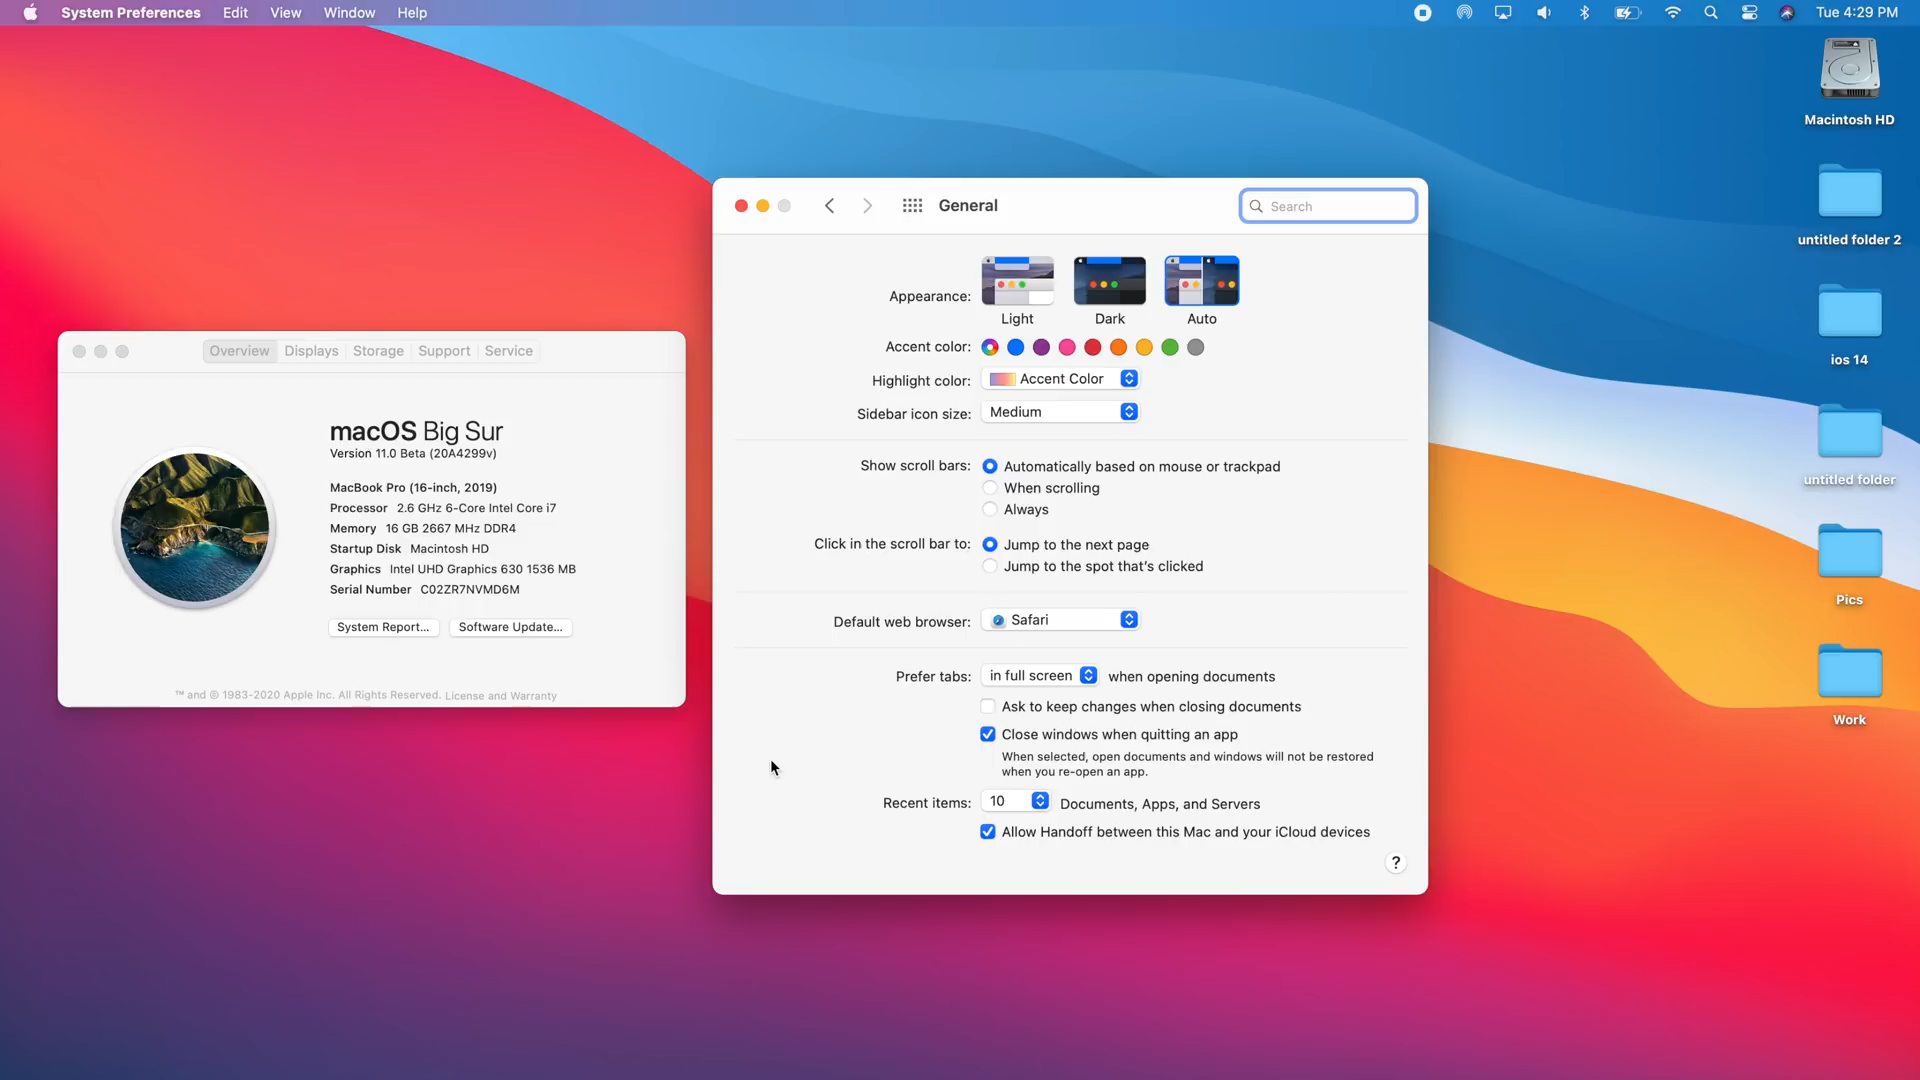 System Preferences Edit View Window Help
Tue 4:29 PM
Macintosh HD
untitled folder 2
ios 14
untitled folder
Pics
Work
Overview Displays Storage Support Service
macOS Big Sur
Version 11.0 Beta (20A4299v)
MacBook Pro (16-inch, 2019)
Processor 2.6 GHz 6-Core Intel Core i7
Memory 16 GB 2667 MHz DDR4
Startup Disk Macintosh HD
Graphics Intel UHD Graphics 630 1536 MB
Serial Number C02ZR7NVMD6M
System Report... Software Update...
™ and © 1983-2020 Apple Inc. All Rights Reserved. License and Warranty
General
Search
Appearance:
Light Dark Auto
Accent color:
Highlight color: Accent Color
Sidebar icon size: Medium
Show scroll bars: Automatically based on mouse or trackpad
When scrolling
Always
Click in the scroll bar to: Jump to the next page
Jump to the spot that's clicked
Default web browser: Safari
Prefer tabs: in full screen when opening documents
Ask to keep changes when closing documents
Close windows when quitting an app
When selected, open documents and windows will not be restored
when you re-open an app.
Recent items: 10 Documents, Apps, and Servers
Allow Handoff between this Mac and your iCloud devices
?